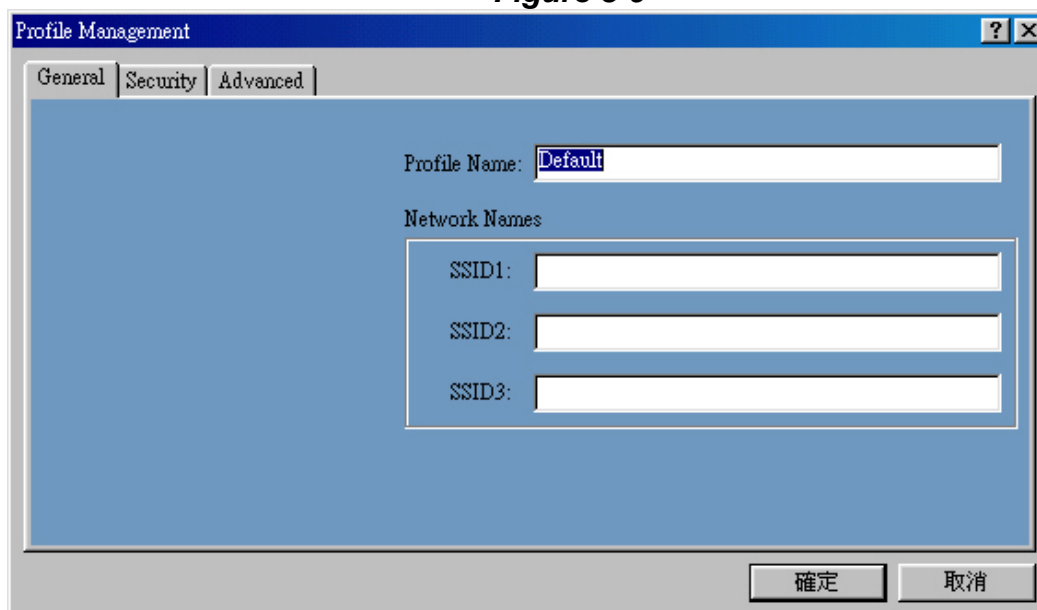 Profile Management
General Security Advanced
Profile Name: Default
Network Names
SSID1:
SSID2:
SSID3:
確定 取消